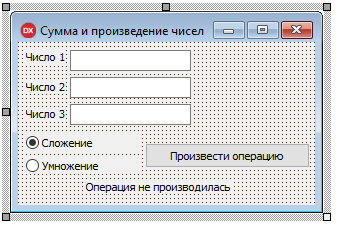 DX Сумма и произведение чисел
Число 1
Число 2
Число 3
Сложение
Умножение
Произвести операцию
Операция не производилась